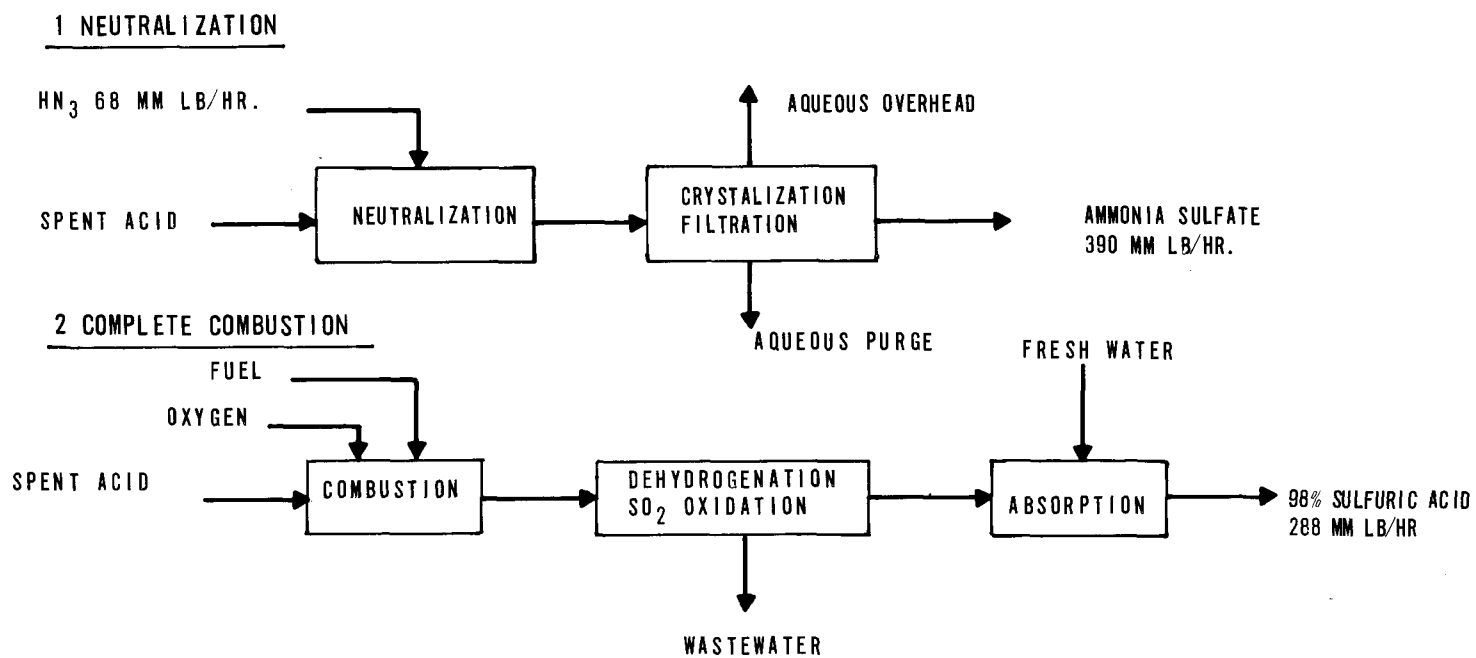 1 NEUTRALIZATION
HN3 68 MM LB/HR.
AQUEOUS OVERHEAD
SPENT ACID
NEUTRALIZATION
CRYSTALIZATION
FILTRATION
AMMONIA SULFATE
390 MM LB/HR.
AQUEOUS PURGE
2 COMPLETE COMBUSTION
FUEL
OXYGEN
FRESH WATER
SPENT ACID
COMBUSTION
DEHYDROGENATION
SO2 OXIDATION
ABSORPTION
98% SULFURIC ACID
288 MM LB/HR
WASTEWATER